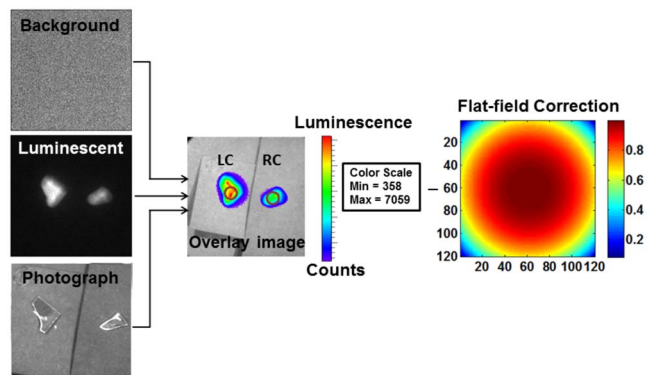 Background
Luminescent
Photograph
LC RC
Overlay image
Luminescence
Counts
Color Scale
Min = 358
Max = 7059
Flat-field Correction
20
40
60
80
100
120
20 40 60 80 100 120
0.8
0.6
0.4
0.2